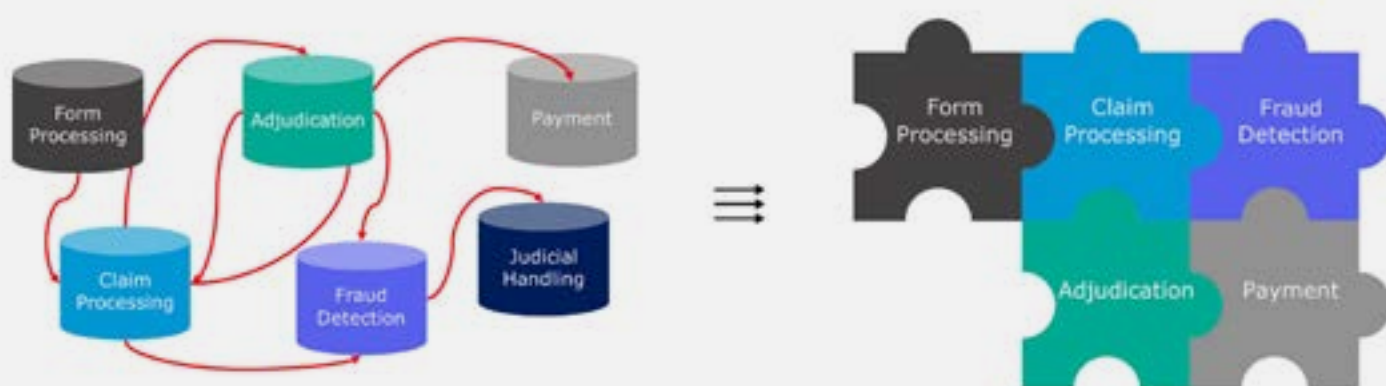 Form
Processing
Adjudication
Payment
Claim
Processing
Fraud
Detection
Judicial
Handling
Form
Processing
Claim
Processing
Fraud
Detection
Adjudication
Payment